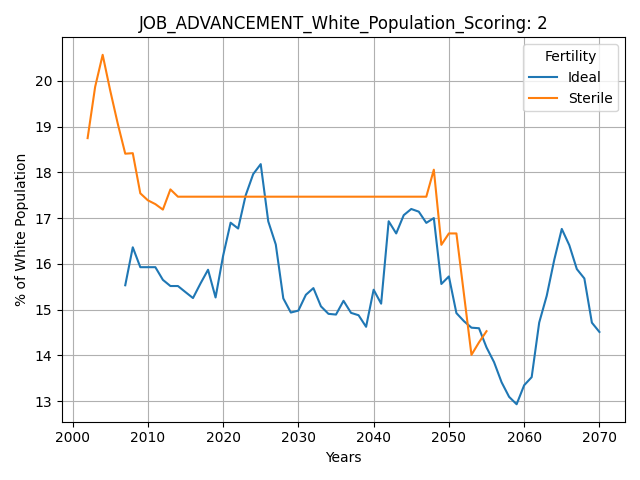 JOB_ADVANCEMENT_White_Population_Scoring: 2
Fertility
Ideal
Sterile
% of White Population
20
19
18
17
16
15
14
13
2000 2010 2020 2030 2040 2050 2060 2070
Years